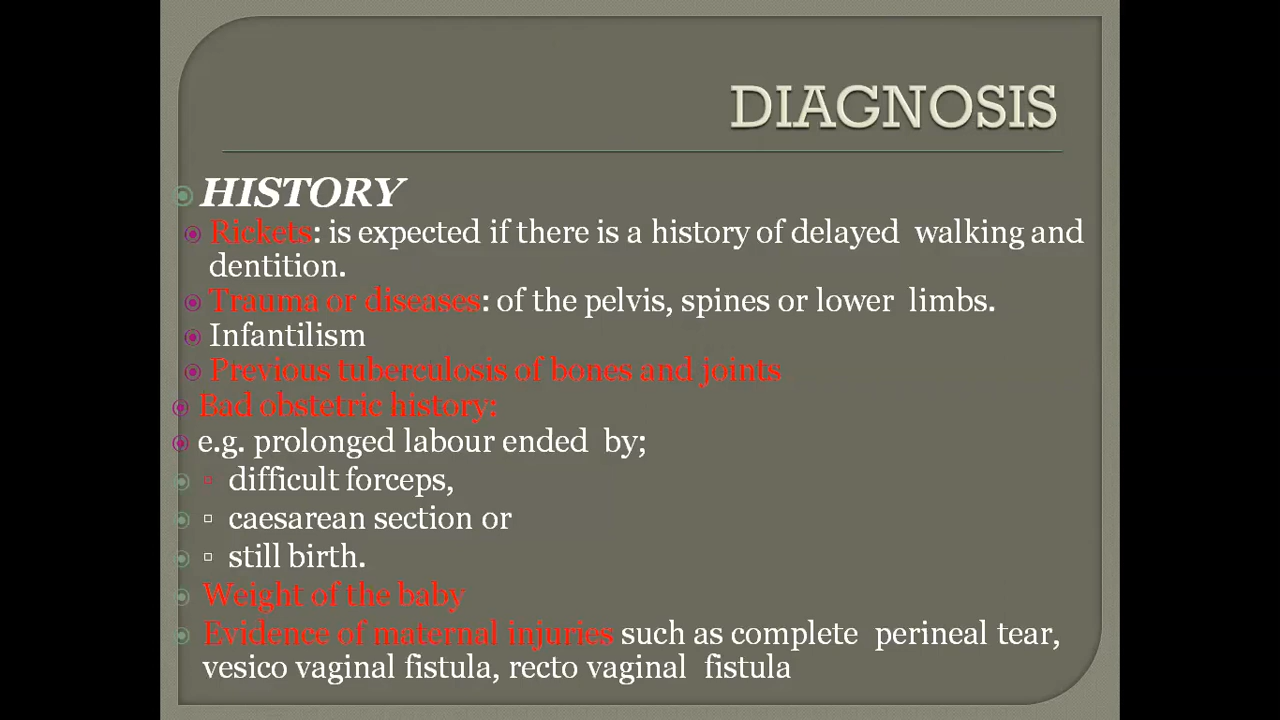 DIAGNOSIS
HISTORY
Rickets: is expected if there is a history of delayed walking and
dentition.
Trauma or diseases: of the pelvis, spines or lower limbs.
Infantilism
Previous tuberculosis of bones and joints
Bad obstetric history:
e.g. prolonged labour ended by;
difficult forceps,
caesarean section or
still birth.
Weight of the baby
Evidence of maternal injuries such as complete perineal tear,
vesico vaginal fistula, recto vaginal fistula